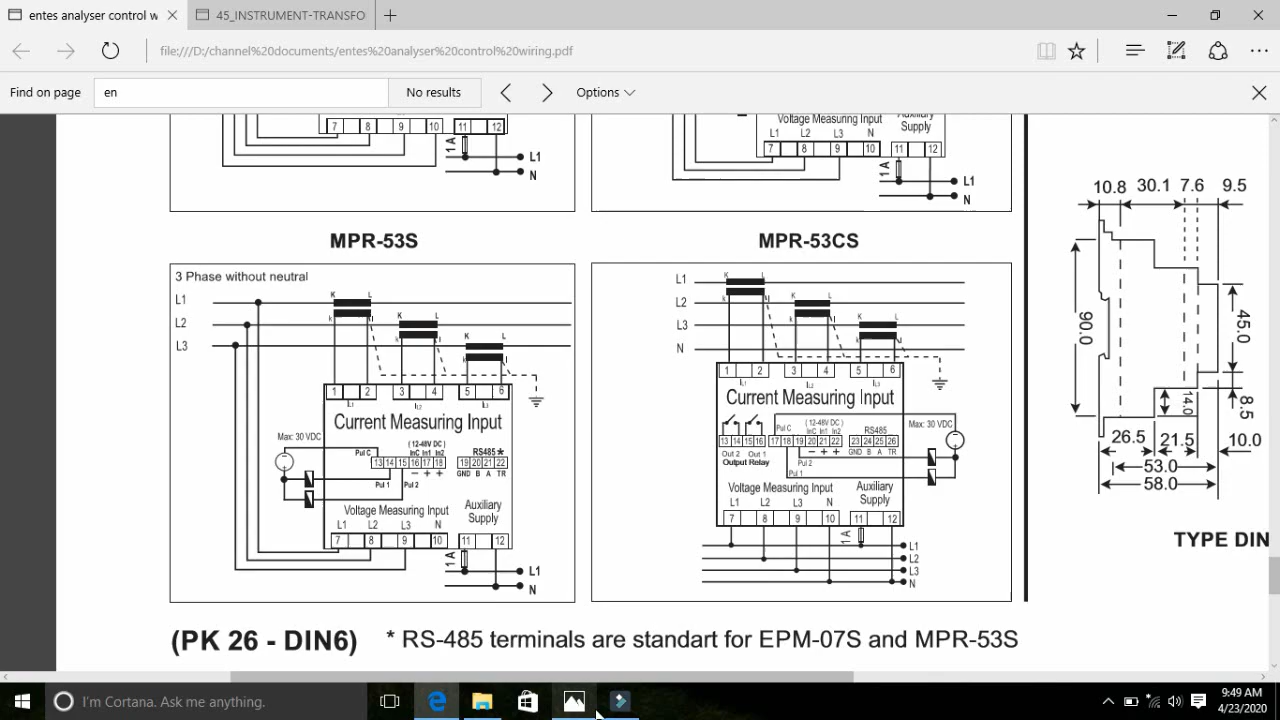 entes analyser control w
45_INSTRUMENT-TRANSFO
file:///D:/channel%20documents/entes%20analyser%20control%20wiring.pdf
Find on page
en
No results
Options
7 8 9 10 11 12
1 A
L1
N
Voltage Measuring Input
Auxiliary
Supply
L1 L2 L3 N
7 8 9 10 11 12
1 A
L1
N
MPR-53S
MPR-53CS
3 Phase without neutral
L1
L2
L3
K L
K L
K L
k l
k l
k l
1 2 3 4 5 6
IL1 IL2 IL3
Current Measuring Input
Max: 30 VDC
(12-48V DC)
Pul C InC In1 In2
RS485*
13 14 15 16 17 18
19 20 21 22
− + +
GND B A TR
Pul 1 Pul 2
Voltage Measuring Input
Auxiliary
Supply
L1 L2 L3 N
7 8 9 10 11 12
1 A
L1
N
L1
L2
L3
N
K L
K L
K L
k l
k l
k l
1 2 3 4 5 6
IL1 IL2 IL3
Current Measuring Input
Pul C
(12-48V DC)
InC In1 In2
RS485
Max: 30 VDC
13 14 15 16 17 18 19 20 21 22 23 24 25 26
Out 2 Out 1
Output Relay
− + +
GND B A TR
Pul 2
Pul 1
Voltage Measuring Input
Auxiliary
Supply
L1 L2 L3 N
7 8 9 10 11 12
1 A
L1
L2
L3
N
10.8 30.1 7.6 9.5
90.0
45.0
14.0
8.5
26.5 21.5 10.0
53.0
58.0
TYPE DIN
(PK 26 - DIN6)
* RS-485 terminals are standart for EPM-07S and MPR-53S
I'm Cortana. Ask me anything.
9:49 AM
4/23/2020